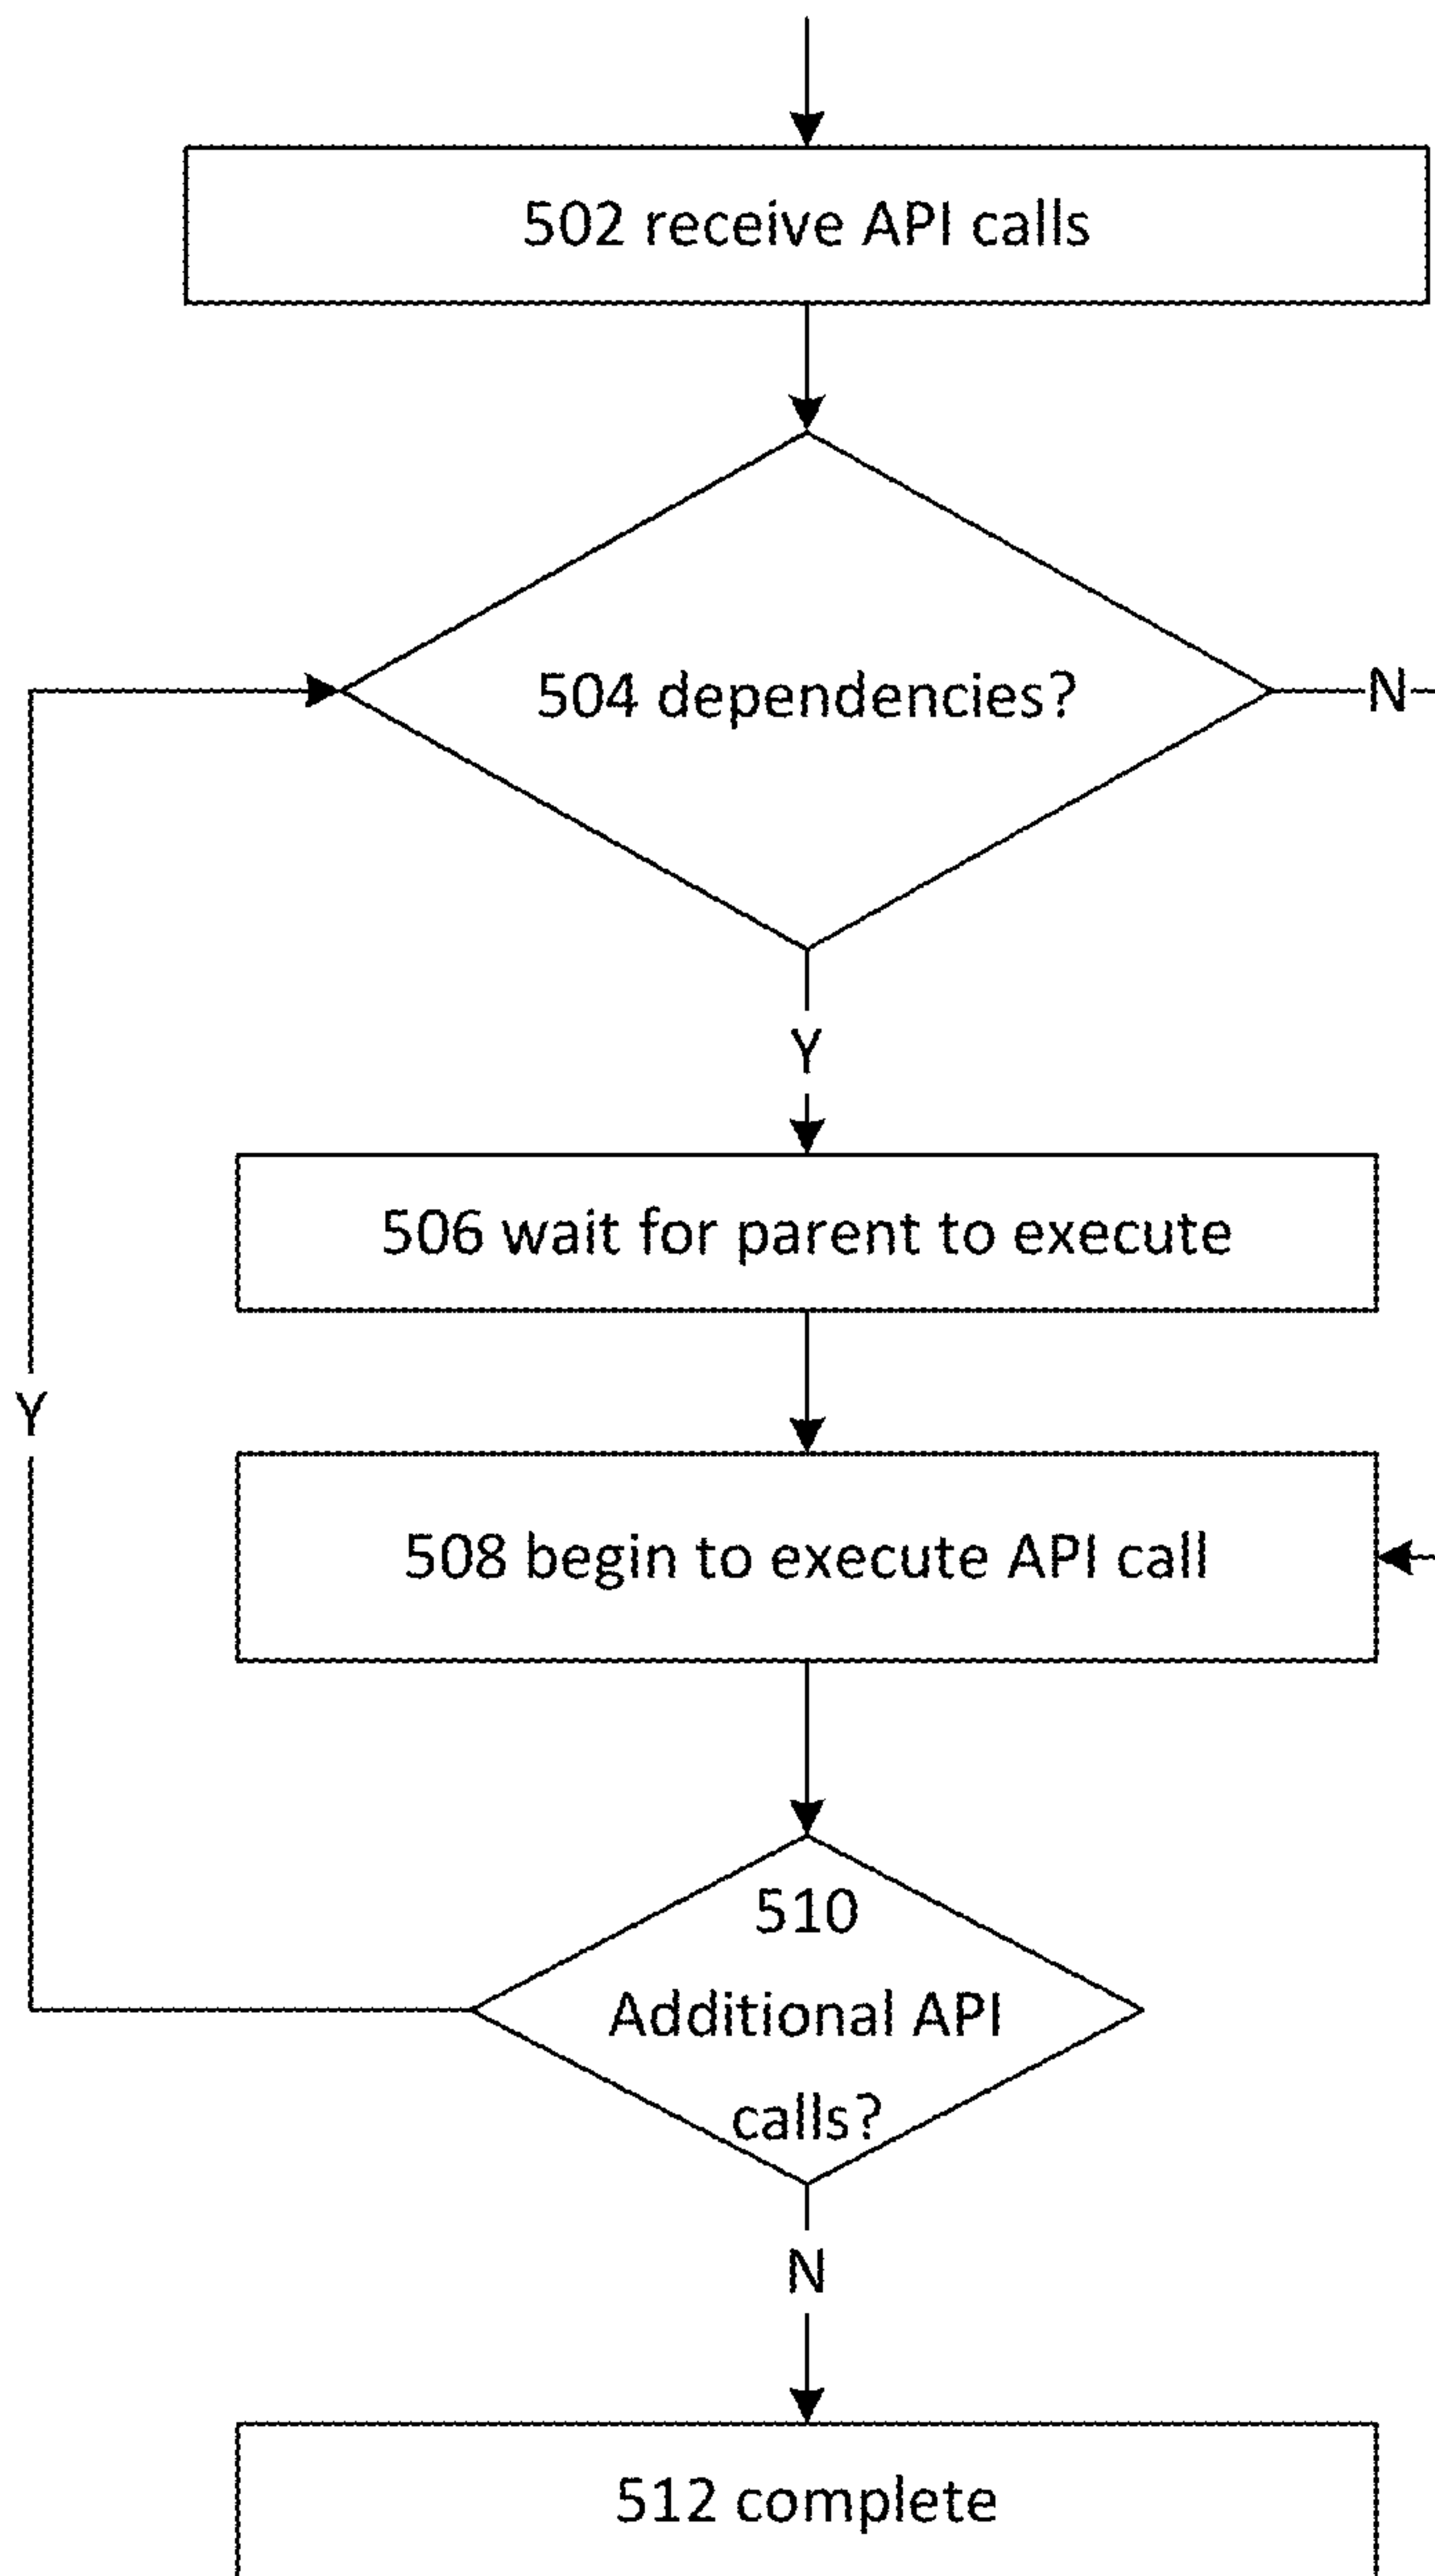 502 receive API calls
504 dependencies?
N
Y
506 wait for parent to execute
Y
508 begin to execute API call
510
Additional API
calls?
N
512 complete